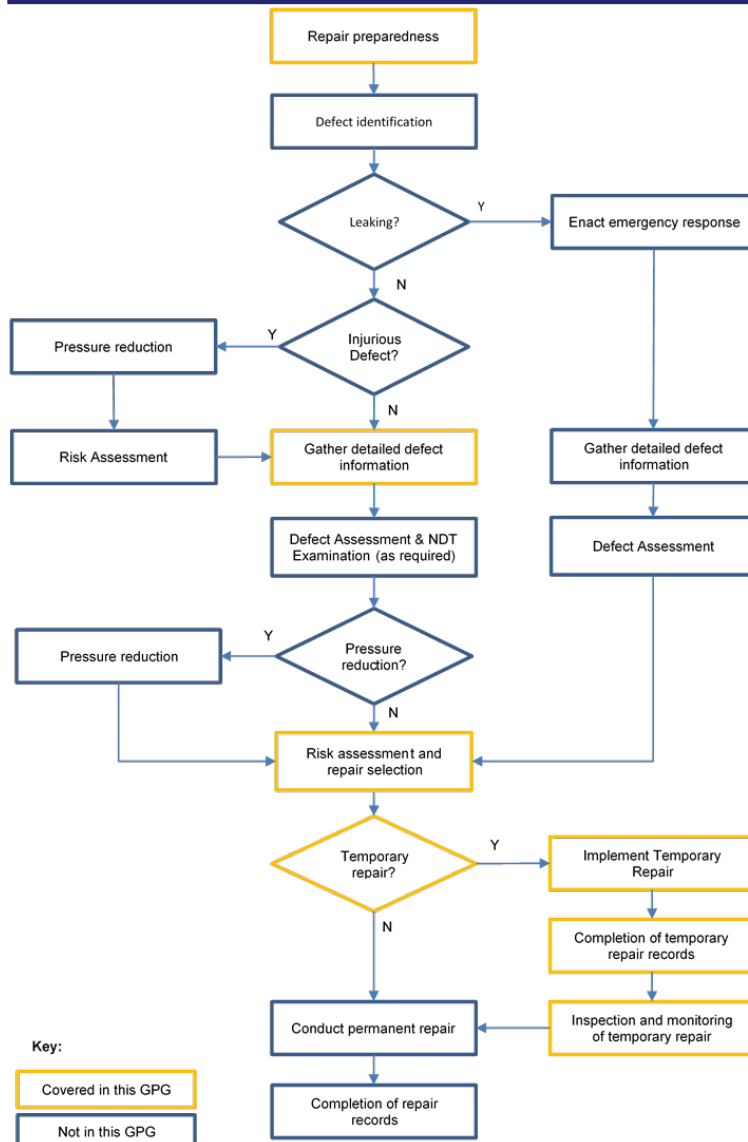 Repair preparedness
Defect identification
Leaking?
Y
Enact emergency response
N
Injurious
Defect?
Y
Pressure reduction
N
Risk Assessment
Gather detailed defect
information
Gather detailed defect
information
Defect Assessment & NDT
Examination (as required)
Defect Assessment
Y
Pressure reduction
Pressure
reduction?
N
Risk assessment and
repair selection
Temporary
repair?
Y
Implement Temporary
Repair
N
Completion of temporary
repair records
Conduct permanent repair
Inspection and monitoring
of temporary repair
Key:
Covered in this GPG
Completion of repair
records
Not in this GPG